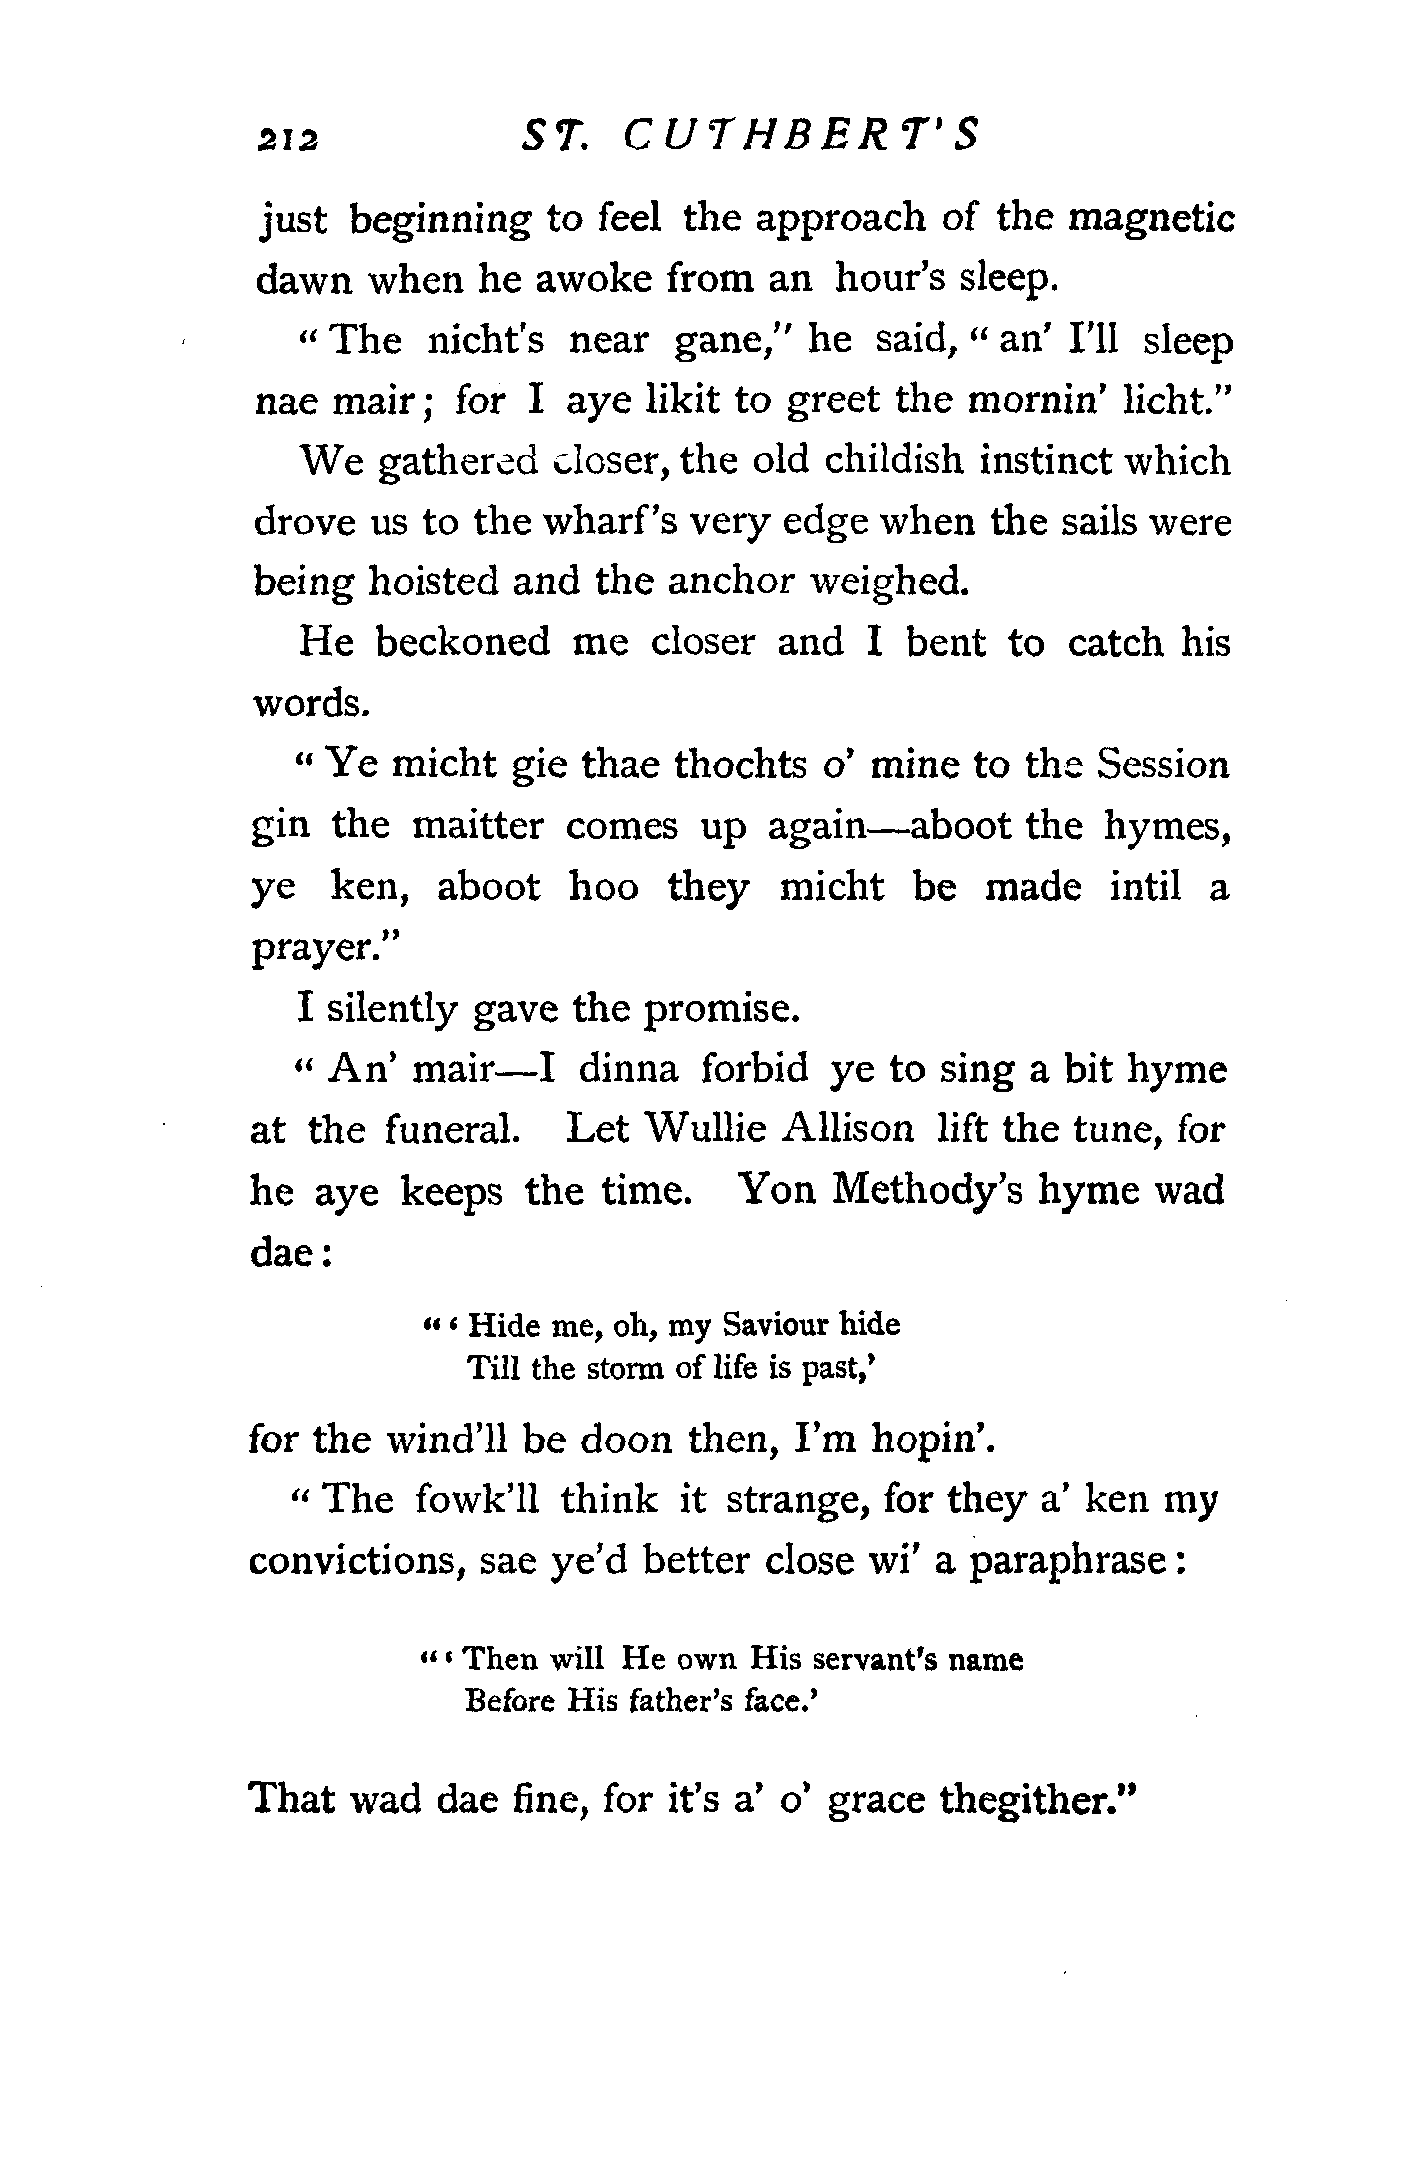 212 ST. CUTHBERT'S
just beginning to feel the approach of the magnetic
dawn when he awoke from an hour's sleep.
“ The nicht's near gane,” he said, “ an' I'll sleep
nae mair ; for I aye likit to greet the mornin' licht.”
We gathered closer, the old childish instinct which
drove us to the wharf's very edge when the sails were
being hoisted and the anchor weighed.
He beckoned me closer and I bent to catch his
words.
“ Ye micht gie thae thochts o' mine to the Session
gin the maitter comes up again—aboot the hymes,
ye ken, aboot hoo they micht be made intil a
prayer.”
I silently gave the promise.
“ An' mair—I dinna forbid ye to sing a bit hyme
at the funeral. Let Wullie Allison lift the tune, for
he aye keeps the time. Yon Methody's hyme wad
dae :
“ ‘ Hide me, oh, my Saviour hide
Till the storm of life is past,’
for the wind'll be doon then, I'm hopin'.
“ The fowk'll think it strange, for they a' ken my
convictions, sae ye'd better close wi' a paraphrase :
“ ‘ Then will He own His servant's name
Before His father's face.’
That wad dae fine, for it's a' o' grace thegither.”